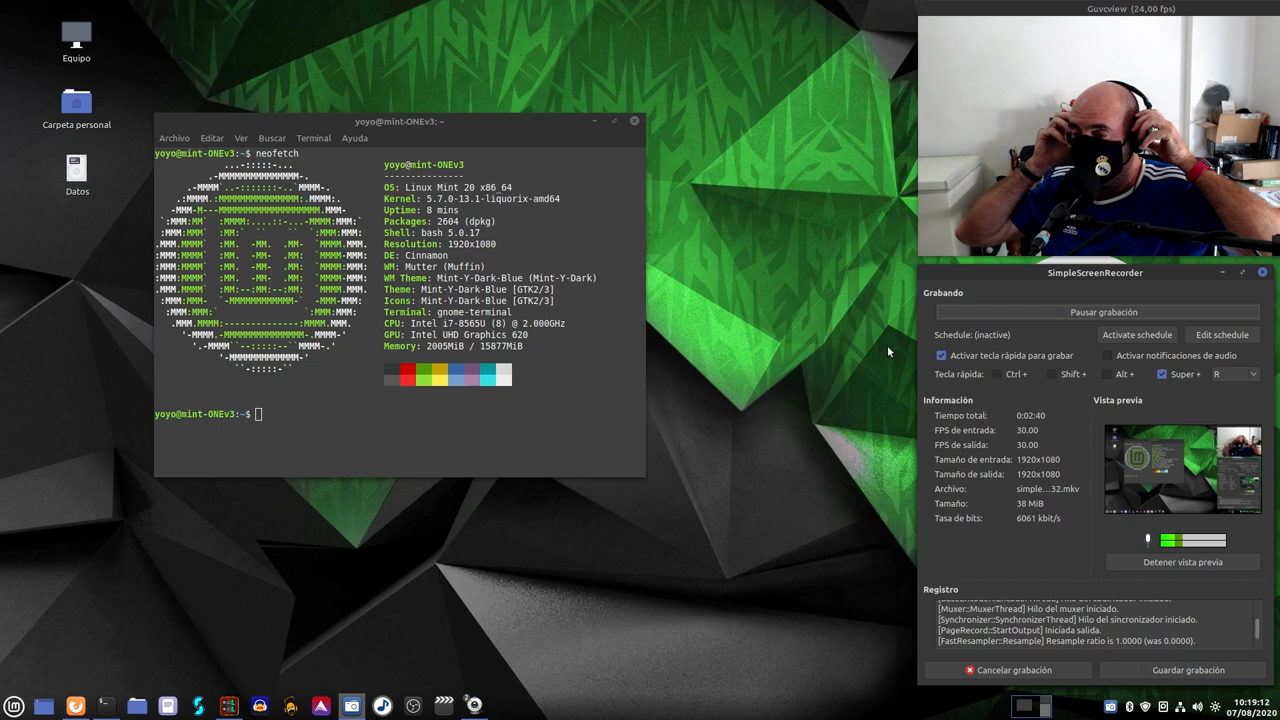 Equipo
Carpeta personal
Datos
yoyo@mint-ONEv3: ~
Archivo Editar Ver Buscar Terminal Ayuda
yoyo@mint-ONEv3:~$ neofetch
yoyo@mint-ONEv3
---------------
OS: Linux Mint 20 x86_64
Kernel: 5.7.0-13.1-liquorix-amd64
Uptime: 8 mins
Packages: 2604 (dpkg)
Shell: bash 5.0.17
Resolution: 1920x1080
DE: Cinnamon
WM: Mutter (Muffin)
WM Theme: Mint-Y-Dark-Blue (Mint-Y-Dark)
Theme: Mint-Y-Dark-Blue [GTK2/3]
Icons: Mint-Y-Dark-Blue [GTK2/3]
Terminal: gnome-terminal
CPU: Intel i7-8565U (8) @ 2.000GHz
GPU: Intel UHD Graphics 620
Memory: 2005MiB / 15877MiB
yoyo@mint-ONEv3:~$
Guvcview (24,00 fps)
adidas
SimpleScreenRecorder
Grabando
Pausar grabación
Schedule: (inactive) Activate schedule Edit schedule
Activar tecla rápida para grabar Activar notificaciones de audio
Tecla rápida: Ctrl + Shift + Alt + Super + R
Información
Tiempo total: 0:02:40
FPS de entrada: 30.00
FPS de salida: 30.00
Tamaño de entrada: 1920x1080
Tamaño de salida: 1920x1080
Archivo: simple...32.mkv
Tamaño: 38 MiB
Tasa de bits: 6061 kbit/s
Vista previa
Detener vista previa
Registro
[Muxer::MuxerThread] Hilo del muxer iniciado.
[Synchronizer::SynchronizerThread] Hilo del sincronizador iniciado.
[PageRecord::StartOutput] Iniciada salida.
[FastResampler::Resample] Resample ratio is 1.0000 (was 0.0000).
Cancelar grabación Guardar grabación
10:19:12
07/08/2020